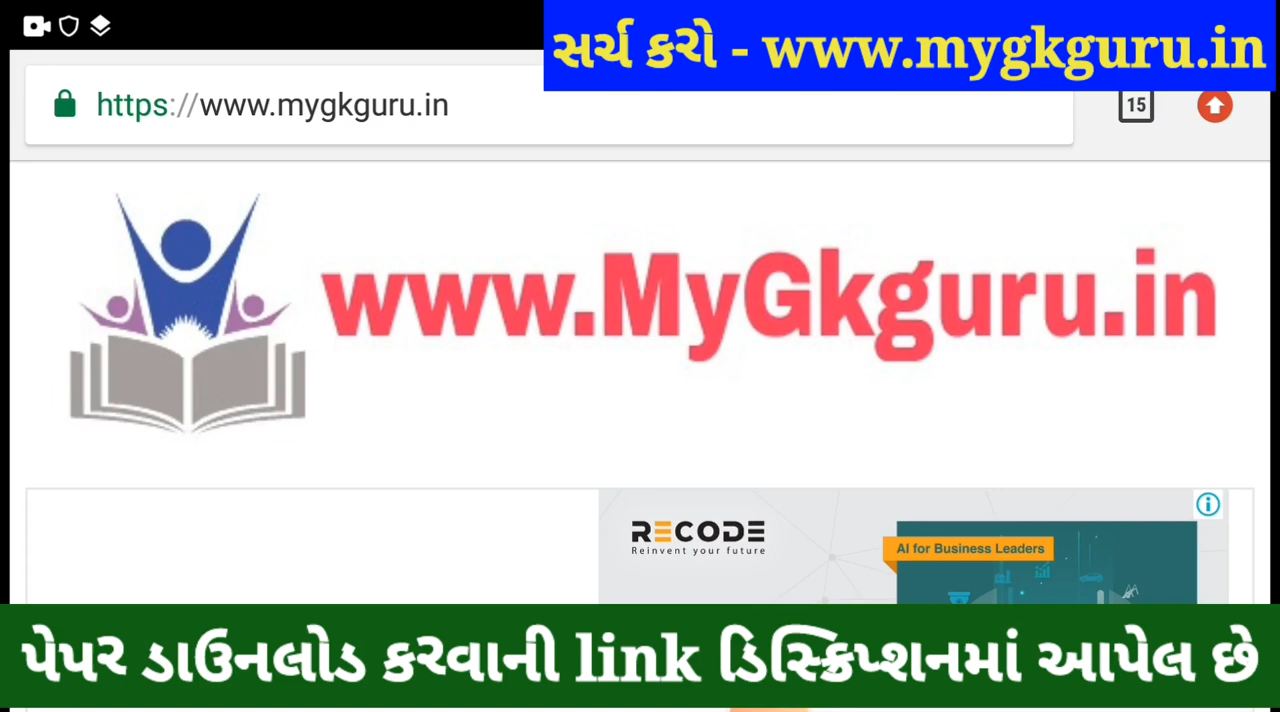 સર્ચ કરો - www.mygkguru.in
https://www.mygkguru.in
15
www.MyGkguru.in
RECODE
Reinvent your future
AI for Business Leaders
પેપર ડાઉનલોડ કરવાની link ડિસ્ક્રિપ્શનમાં આપેલ છે